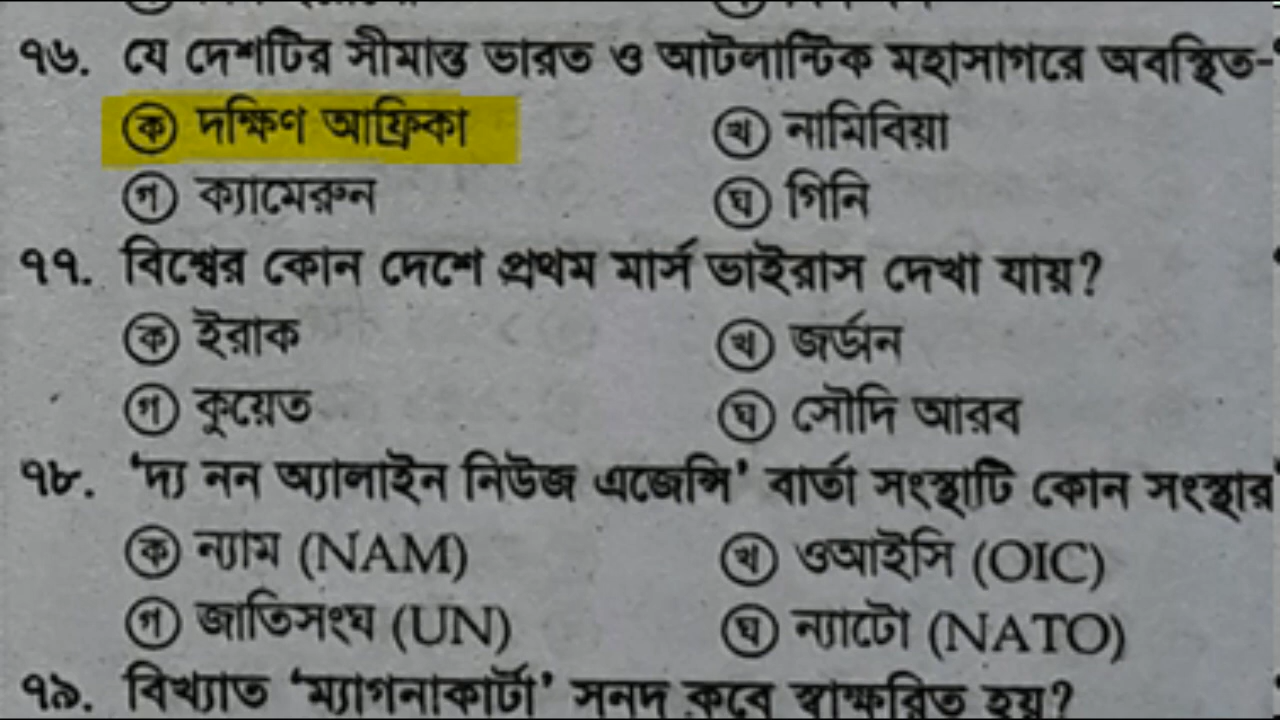 ৭৬. যে দেশটির সীমান্ত ভারত ও আটলান্টিক মহাসাগরে অবস্থিত-
ক দক্ষিণ আফ্রিকা খ নামিবিয়া
গ ক্যামেরুন ঘ গিনি
৭৭. বিশ্বের কোন দেশে প্রথম মার্স ভাইরাস দেখা যায়?
ক ইরাক খ জর্ডান
গ কুয়েত ঘ সৌদি আরব
৭৮. ‘দ্য নন অ্যালাইন নিউজ এজেন্সি’ বার্তা সংস্থাটি কোন সংস্থার
ক ন্যাম (NAM) খ ওআইসি (OIC)
গ জাতিসংঘ (UN) ঘ ন্যাটো (NATO)
৭৯. বিখ্যাত ‘ম্যাগনাকার্টা’ সনদ কবে স্বাক্ষরিত হয়?